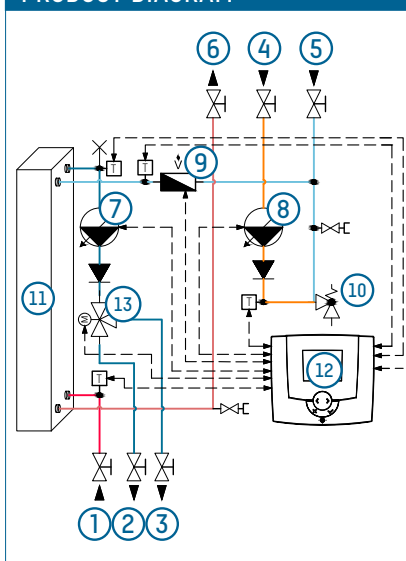 PRODUCT DIAGRAM
6 4 5
T T 9
7 8
11 T 10
13
M
12
T
1 2 3